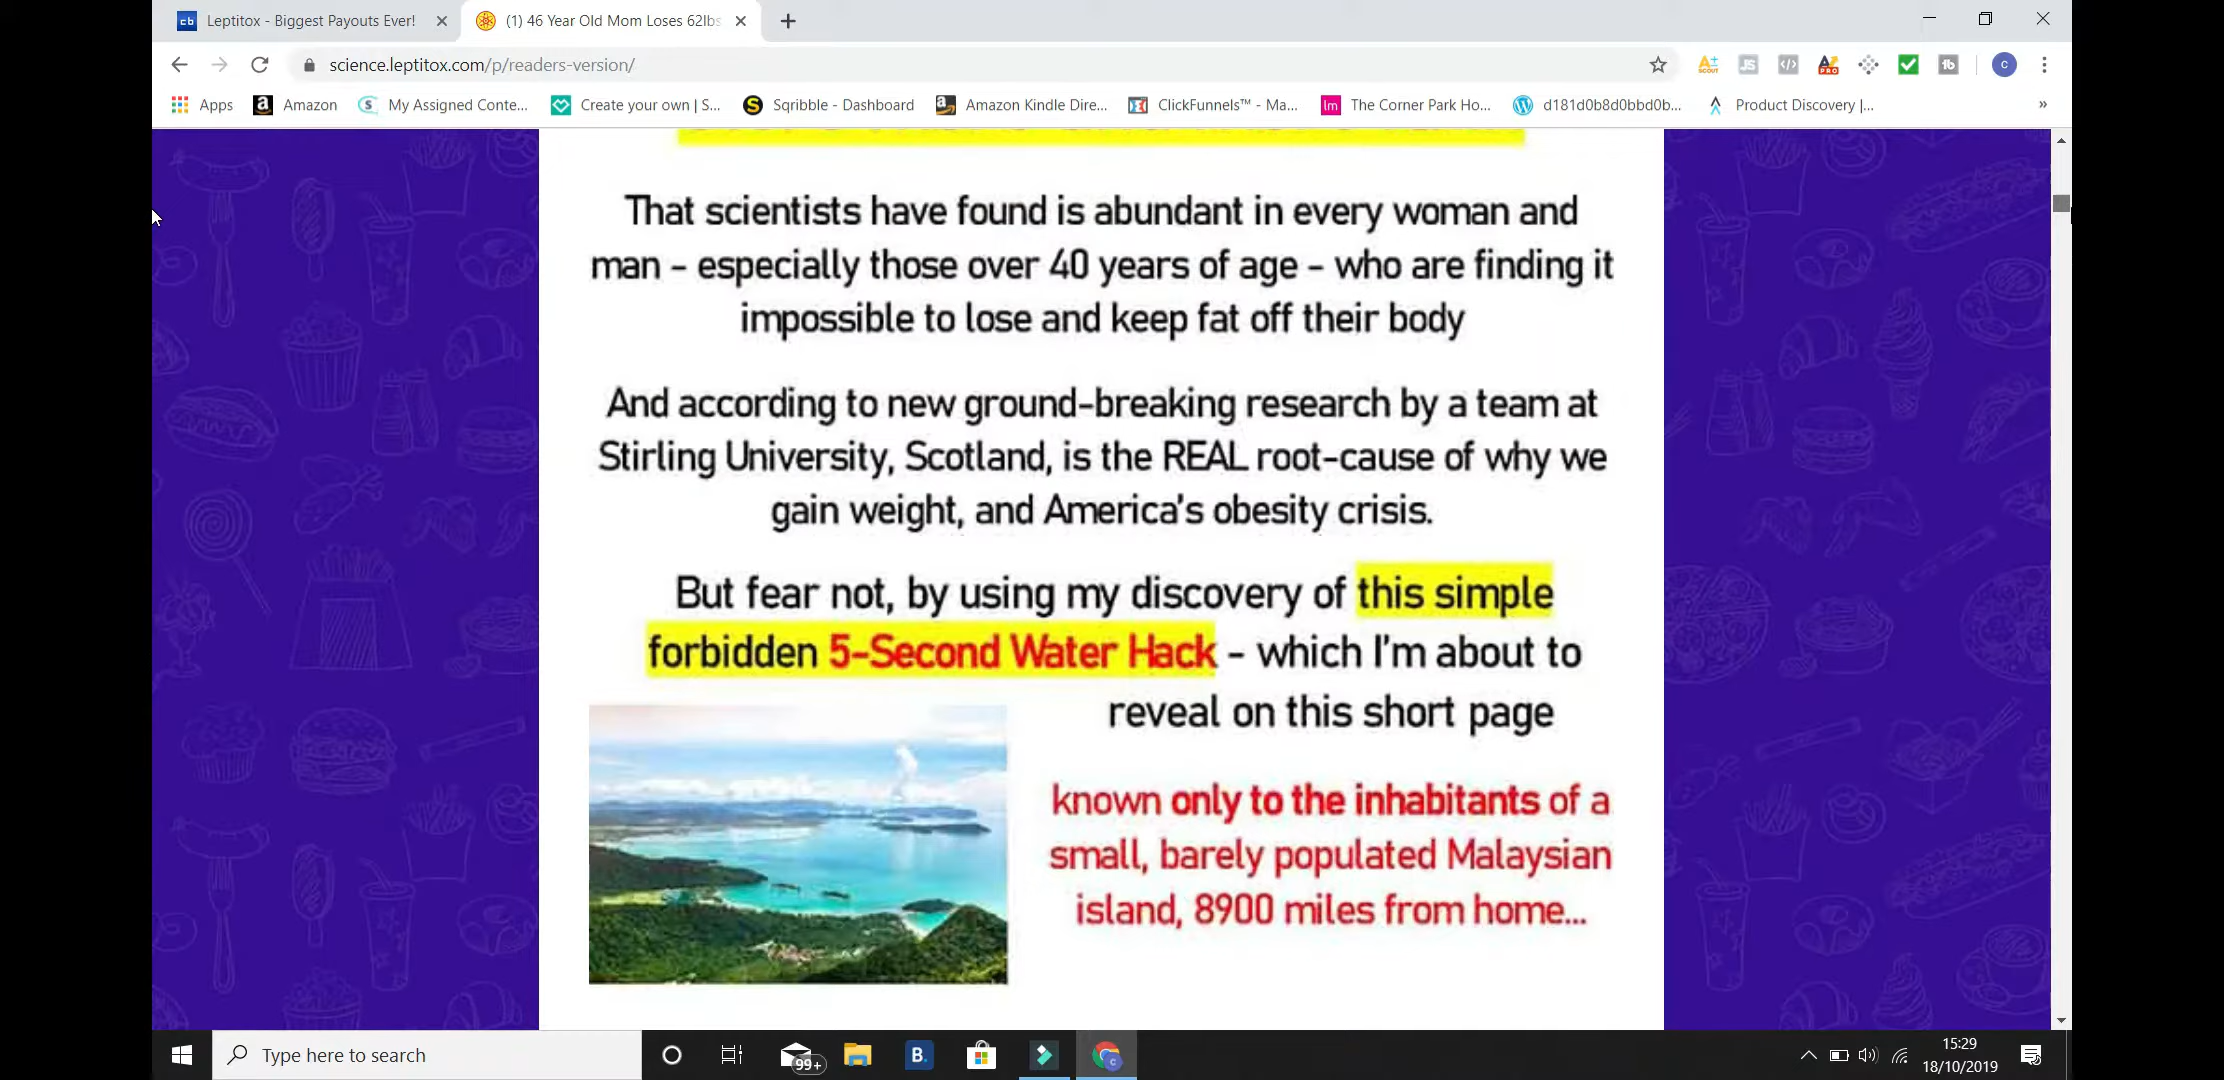 Leptitox - Biggest Payouts Ever!
(1) 46 Year Old Mom Loses 62lbs
science.leptitox.com/p/readers-version/
Apps
Amazon
My Assigned Conte...
Create your own | S...
Sqribble - Dashboard
Amazon Kindle Dire...
ClickFunnels™ - Ma...
The Corner Park Ho...
d181d0b8d0bbd0b...
Product Discovery |...
That scientists have found is abundant in every woman and
man - especially those over 40 years of age - who are finding it
impossible to lose and keep fat off their body
And according to new ground-breaking research by a team at
Stirling University, Scotland, is the REAL root-cause of why we
gain weight, and America's obesity crisis.
But fear not, by using my discovery of this simple
forbidden 5-Second Water Hack - which I'm about to
reveal on this short page
known only to the inhabitants of a
small, barely populated Malaysian
island, 8900 miles from home...
Type here to search
99+
B.
15:29
18/10/2019